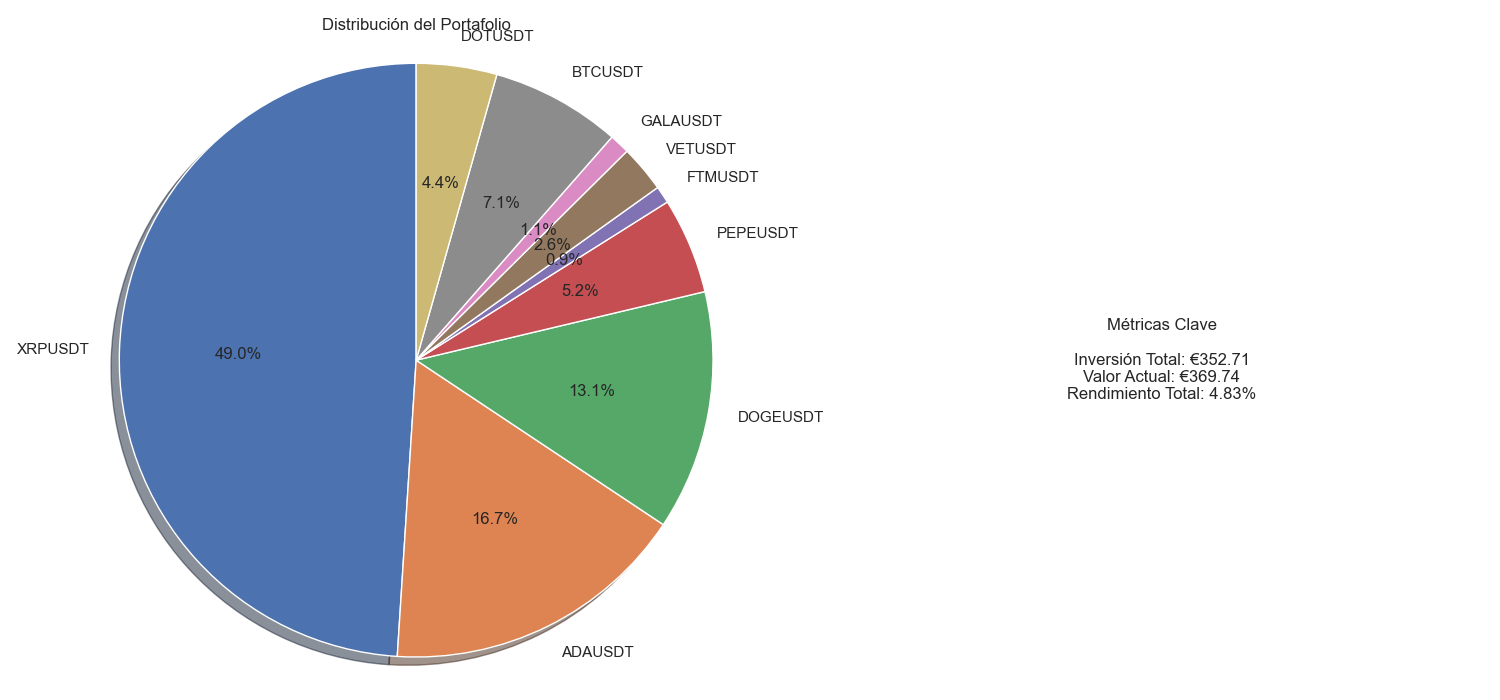 Distribución del Portafolio
DOTUSDT
BTCUSDT
GALAUSDT
VETUSDT
FTMUSDT
PEPEUSDT
4.4%
7.1%
1.1%
2.6%
0.9%
5.2%
XRPUSDT
49.0%
13.1%
DOGEUSDT
16.7%
ADAUSDT
Métricas Clave
Inversión Total: €352.71
Valor Actual: €369.74
Rendimiento Total: 4.83%